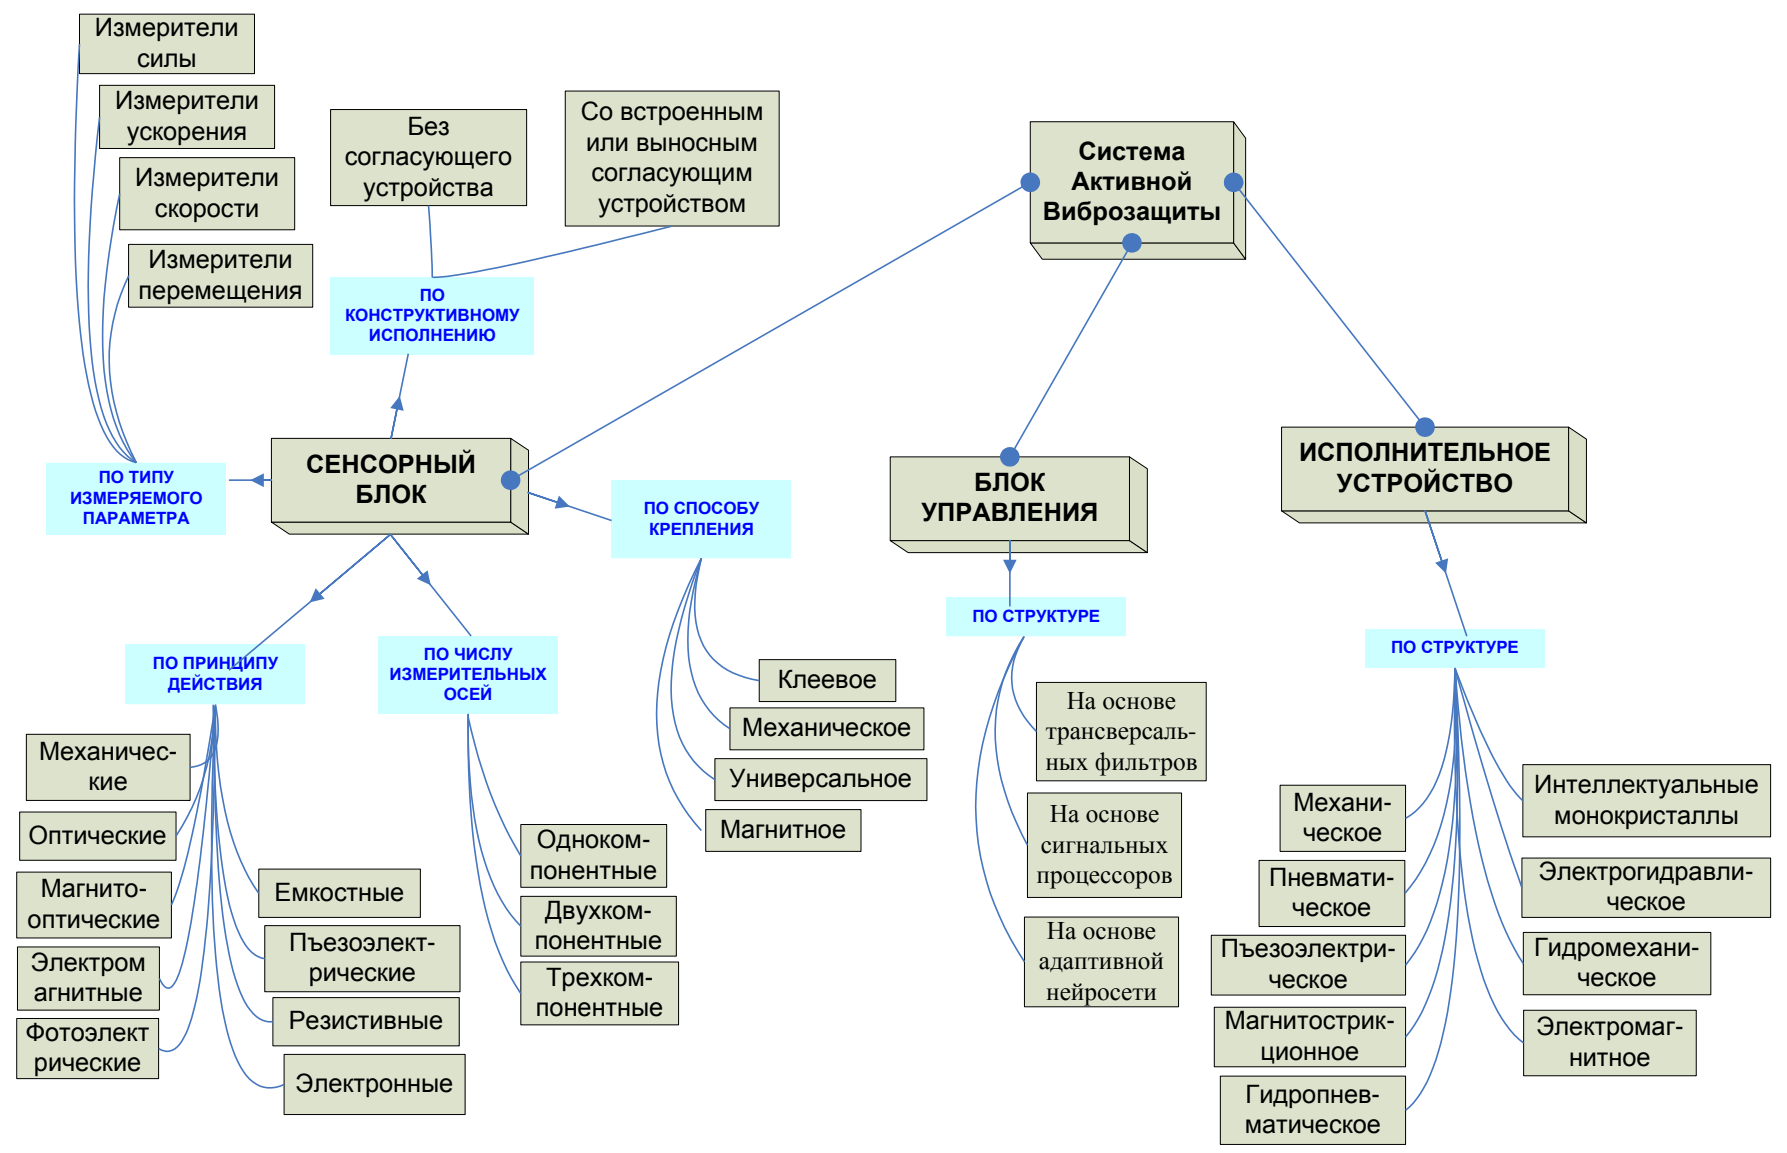 Измерители
силы
Измерители
ускорения
Измерители
скорости
Измерители
перемещения
Без
согласующего
устройства
Со встроенным
или выносным
согласующим
устройством
Система
Активной
Виброзащиты
ПО
КОНСТРУКТИВНОМУ
ИСПОЛНЕНИЮ
СЕНСОРНЫЙ
БЛОК
ПО ТИПУ
ИЗМЕРЯЕМОГО
ПАРАМЕТРА
ПО СПОСОБУ
КРЕПЛЕНИЯ
БЛОК
УПРАВЛЕНИЯ
ИСПОЛНИТЕЛЬНОЕ
УСТРОЙСТВО
ПО ПРИНЦИПУ
ДЕЙСТВИЯ
ПО ЧИСЛУ
ИЗМЕРИТЕЛЬНЫХ
ОСЕЙ
ПО СТРУКТУРЕ
ПО СТРУКТУРЕ
Механичес-
кие
Оптические
Магнито-
оптические
Электром
агнитные
Фотоэлект
рические
Емкостные
Пъезоэлект-
рические
Резистивные
Электронные
Одноком-
понентные
Двухком-
понентные
Трехком-
понентные
Клеевое
Механическое
Универсальное
Магнитное
На основе
трансверсаль-
ных фильтров
На основе
сигнальных
процессоров
На основе
адаптивной
нейросети
Механи-
ческое
Пневмати-
ческое
Пъезоэлектри-
ческое
Магнитострик-
ционное
Гидропнев-
матическое
Интеллектуальные
монокристаллы
Электрогидравли-
ческое
Гидромехани-
ческое
Электромаг-
нитное